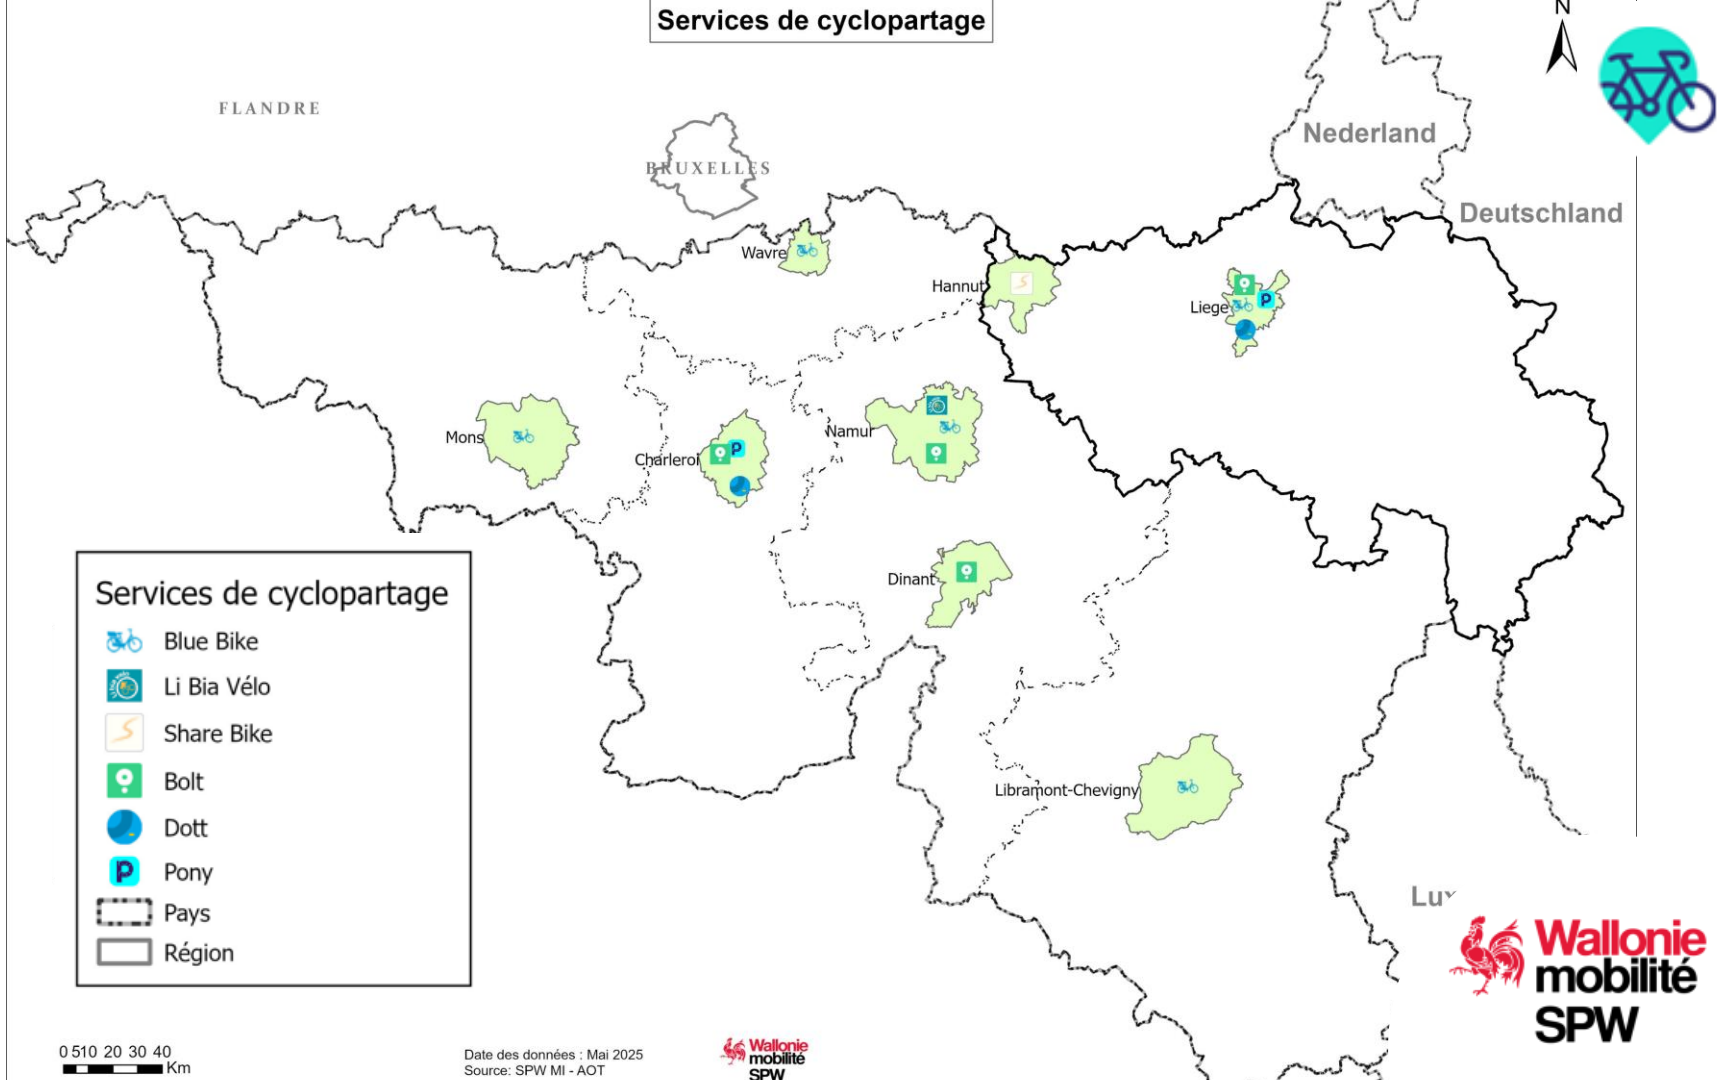 Services de cyclopartage
N
FLANDRE
BRUXELLES
Nederland
Deutschland
Wavre
Hannut
Liege
Mons
Charleroi
Namur
Dinant
Libramont-Chevigny
Services de cyclopartage
Blue Bike
Li Bia Vélo
Share Bike
Bolt
Dott
P
Pony
Pays
Région
Wallonie
mobilité
SPW
0 510 20 30 40
Km
Date des données : Mai 2025
Source: SPW MI - AOT
Wallonie
mobilité
SPW